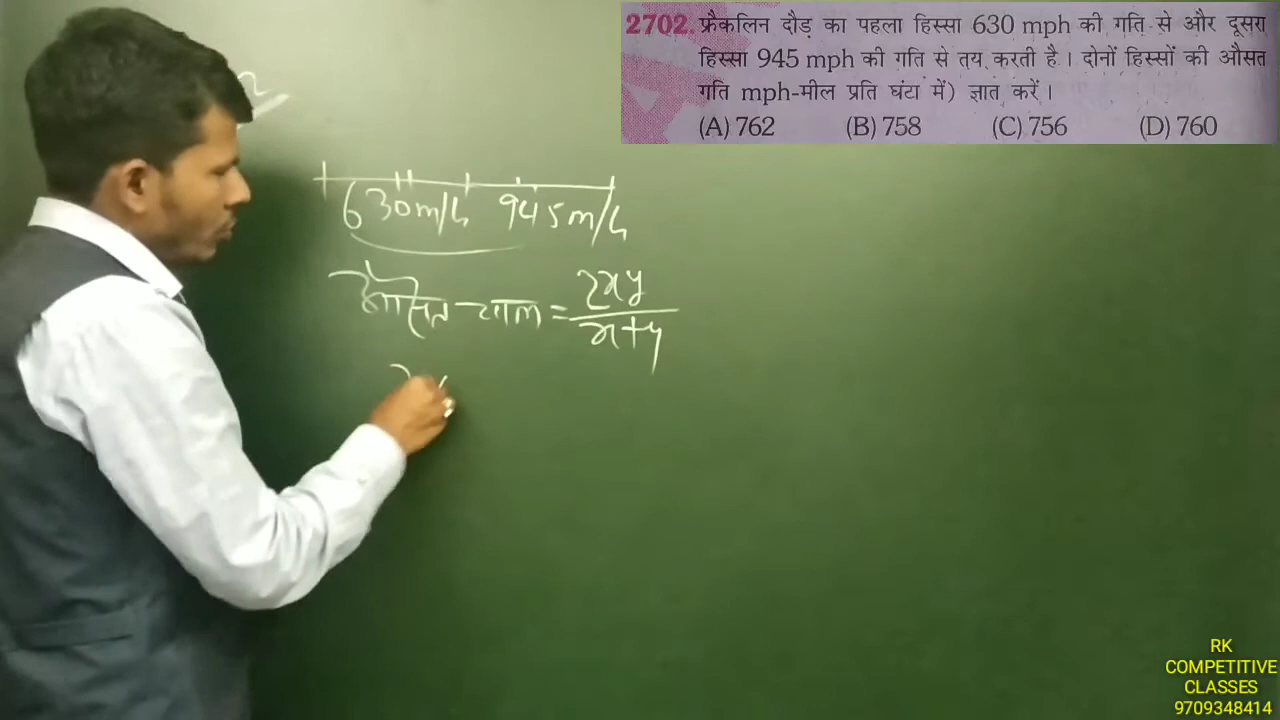 2702. फ्रैकलिन दौड़ का पहला हिस्सा 630 mph की गति से और दूसरा
हिस्सा 945 mph की गति से तय करती है। दोनों हिस्सों की औसत
गति mph-मील प्रति घंटा में) ज्ञात करें।
(A) 762 (B) 758 (C) 756 (D) 760
630m/h 945m/h
औसत चाल = 2xy
x+y
2
RK
COMPETITIVE
CLASSES
9709348414